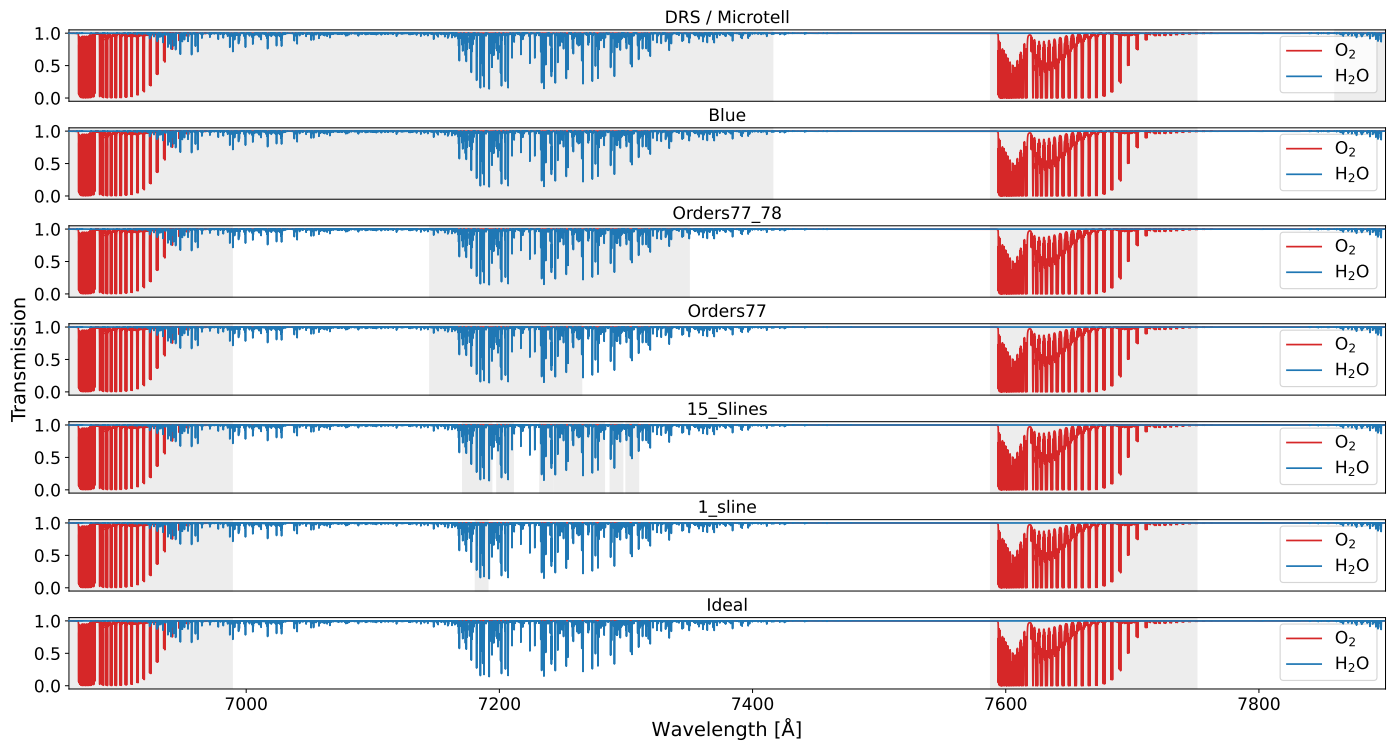 DRS / Microtell
1.0
0.5
0.0
O₂
H₂O
Blue
1.0
0.5
0.0
O₂
H₂O
Orders77_78
1.0
0.5
0.0
O₂
H₂O
Orders77
1.0
0.5
0.0
O₂
H₂O
15_Slines
1.0
0.5
0.0
O₂
H₂O
1_sline
1.0
0.5
0.0
O₂
H₂O
Ideal
1.0
0.5
0.0
O₂
H₂O
Transmission
7000 7200 7400 7600 7800
Wavelength [Å]